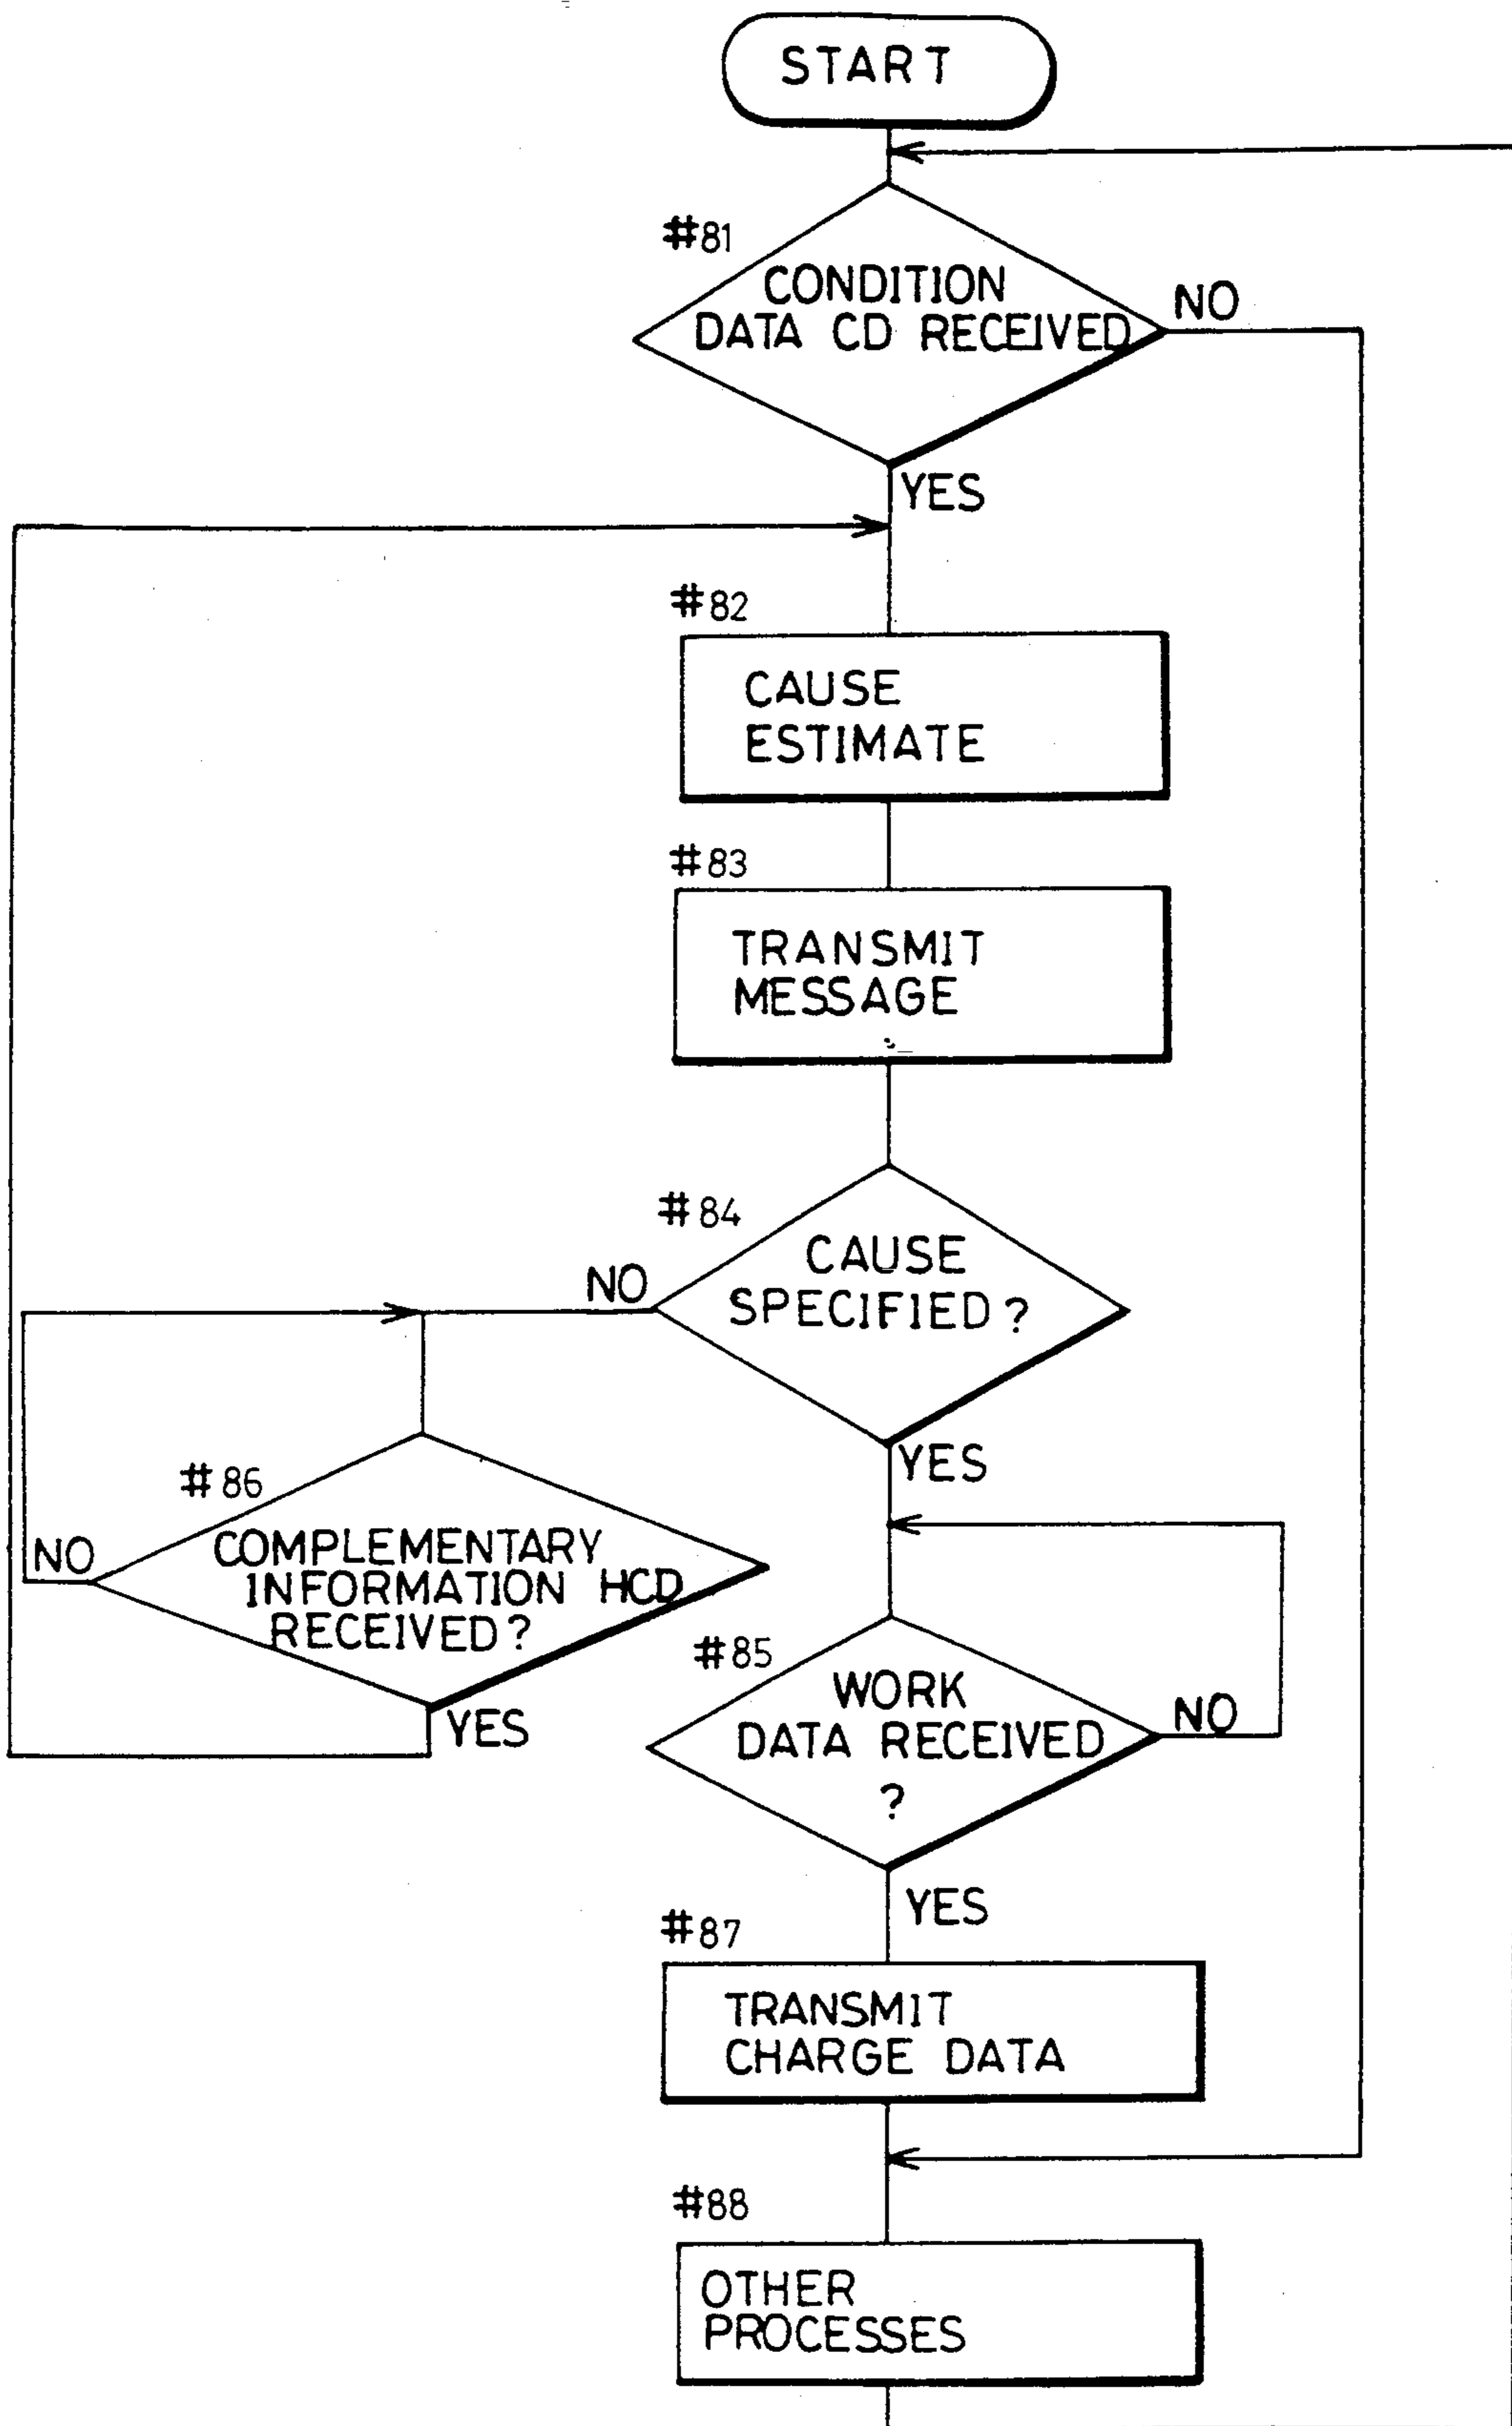 START
#81
CONDITION
DATA CD RECEIVED
NO
YES
#82
CAUSE
ESTIMATE
#83
TRANSMIT
MESSAGE
#84
CAUSE
SPECIFIED?
NO
YES
#86
COMPLEMENTARY
INFORMATION HCD
RECEIVED?
NO
YES
#85
WORK
DATA RECEIVED
?
NO
YES
#87
TRANSMIT
CHARGE DATA
#88
OTHER
PROCESSES